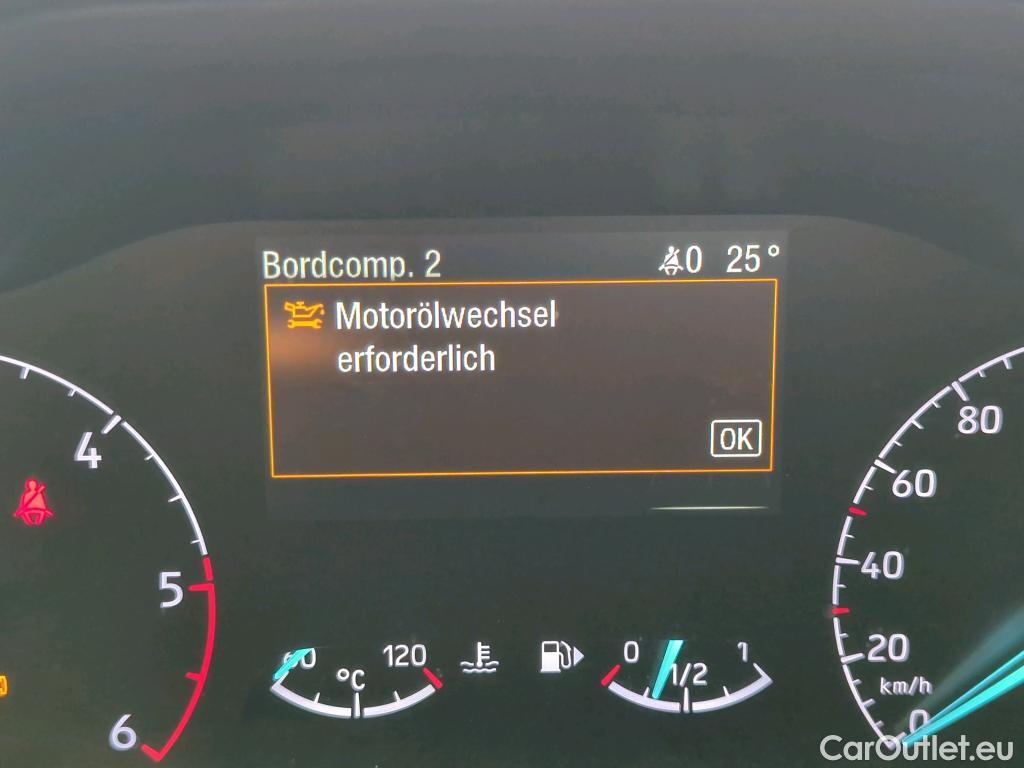 Bordcomp. 2
0 25°
Motorölwechsel
erforderlich
OK
4
5
6
60
120
°C
0
1/2
1
80
60
40
20
km/h
0
CarOutlet.eu